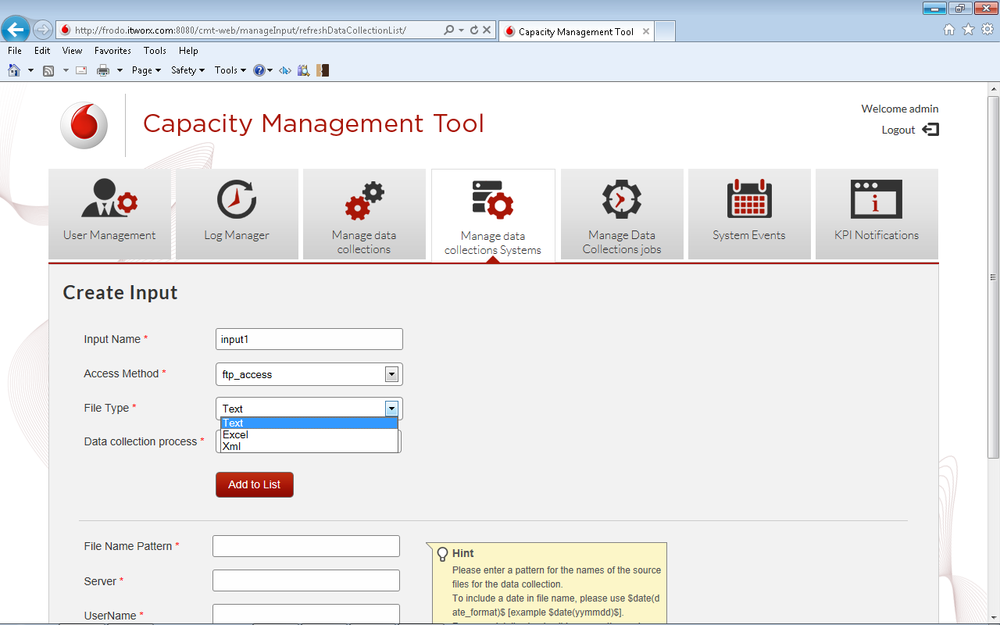 http://frodo.itworx.com:8080/cmt-web/manageInput/refreshDataCollectionList/
Capacity Management Tool
File Edit View Favorites Tools Help
Page Safety Tools
Capacity Management Tool
Welcome admin
Logout
User Management
Log Manager
Manage data
collections
Manage data
collections Systems
Manage Data
Collections jobs
System Events
KPI Notifications
Create Input
Input Name *
input1
Access Method *
ftp_access
File Type *
Text
Text
Excel
Xml
Data collection process *
Add to List
File Name Pattern *
Server *
UserName *
Hint
Please enter a pattern for the names of the source
files for the data collection.
To include a date in file name, please use $date(d
ate_format)$ [example $date(yymmdd)$].